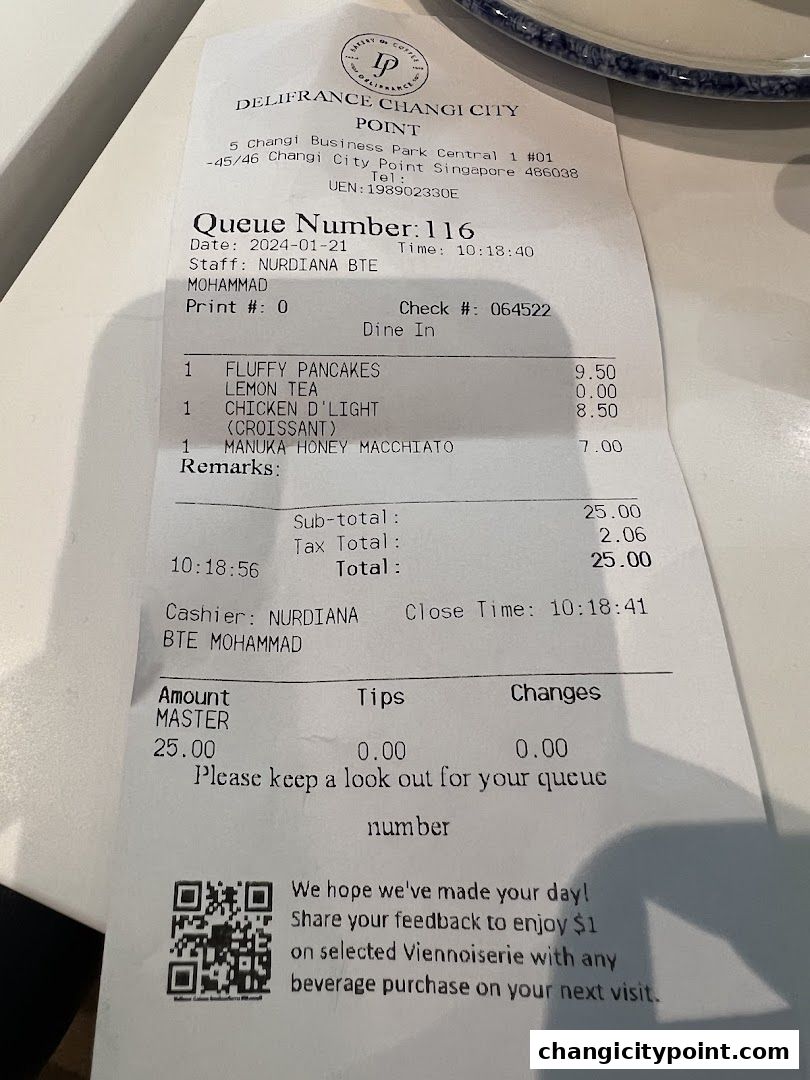 BAKERY & COFFEE
DP
DELIFRANCE
DELIFRANCE CHANGI CITY
POINT
5 Changi Business Park Central 1 #01
-45/46 Changi City Point Singapore 486038
Tel:
UEN:198902330E
Queue Number:116
Date: 2024-01-21 Time: 10:18:40
Staff: NURDIANA BTE
MOHAMMAD
Print #: 0 Check #: 064522
Dine In
1 FLUFFY PANCAKES 9.50
LEMON TEA 0.00
1 CHICKEN D'LIGHT 8.50
(CROISSANT)
1 MANUKA HONEY MACCHIATO 7.00
Remarks:
Sub-total: 25.00
Tax Total: 2.06
10:18:56 Total: 25.00
Cashier: NURDIANA Close Time: 10:18:41
BTE MOHAMMAD
Amount Tips Changes
MASTER
25.00 0.00 0.00
Please keep a look out for your queue
number
We hope we've made your day!
Share your feedback to enjoy $1
on selected Viennoiserie with any
beverage purchase on your next visit.
changicitypoint.com